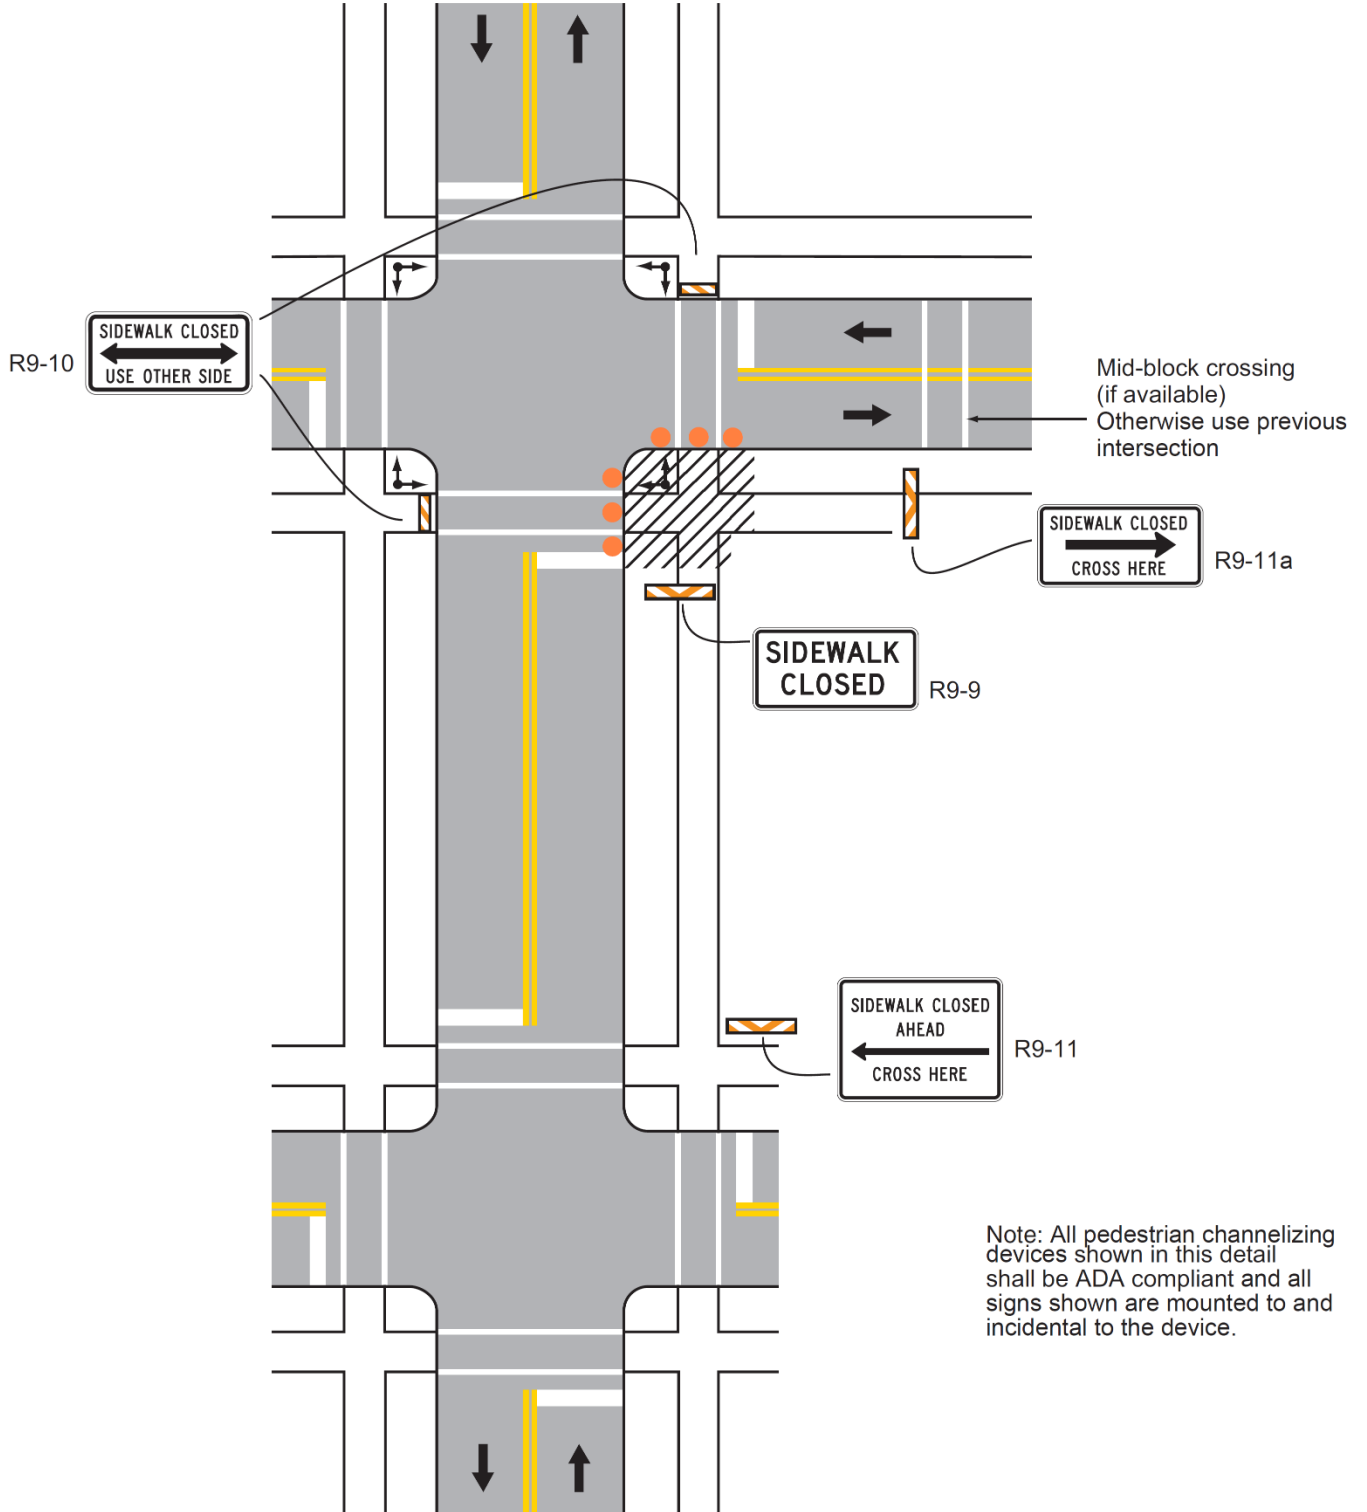 SIDEWALK CLOSED
USE OTHER SIDE
R9-10
Mid-block crossing
(if available)
Otherwise use previous
intersection
SIDEWALK CLOSED
CROSS HERE
R9-11a
SIDEWALK
CLOSED
R9-9
SIDEWALK CLOSED
AHEAD
CROSS HERE
R9-11
Note: All pedestrian channelizing
devices shown in this detail
shall be ADA compliant and all
signs shown are mounted to and
incidental to the device.